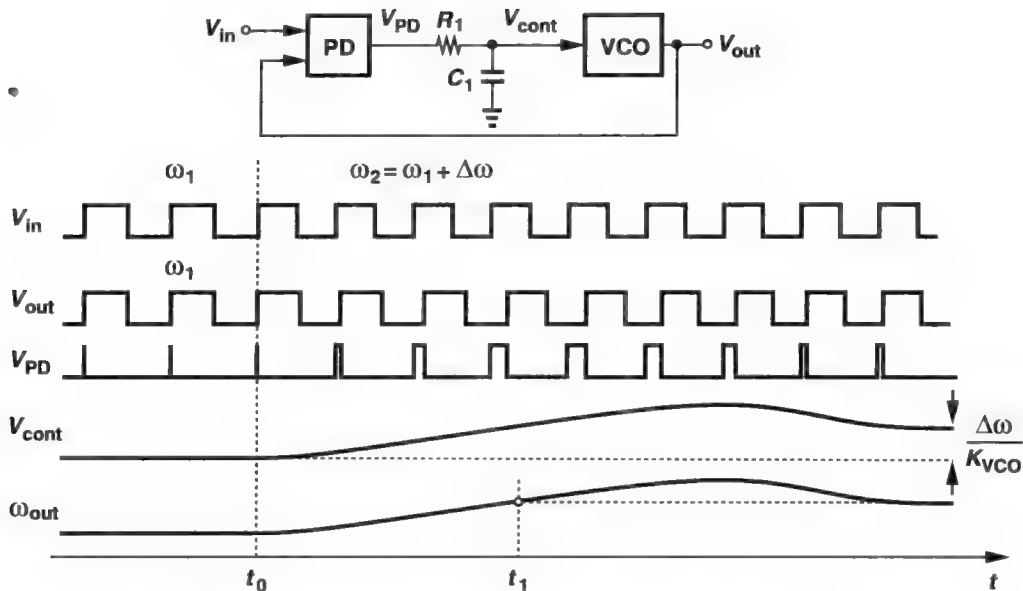 V_PD R_1 V_cont
V_in PD VCO V_out
C_1
ω_1 ω_2 = ω_1 + Δω
V_in
ω_1
V_out
V_PD
V_cont Δω
K_VCO
ω_out
t_0 t_1 t